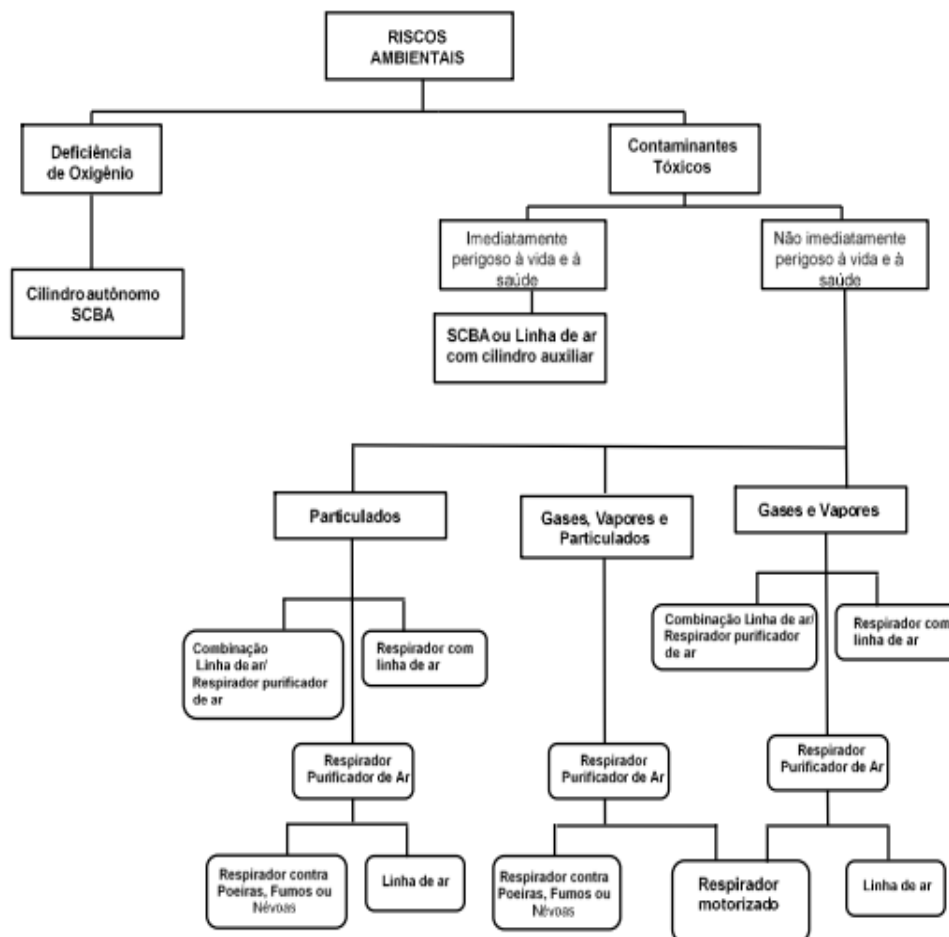 RISCOS
AMBIENTAIS
Deficiência
de Oxigênio
Contaminantes
Tóxicos
Imediatamente
perigoso à vida e à
saúde
Não imediatamente
perigoso à vida e à
saúde
Cilindro autônomo
SCBA
SCBA ou Linha de ar
com cilindro auxiliar
Particulados
Gases, Vapores e
Particulados
Gases e Vapores
Combinação
Linha de ar/
Respirador purificador
de ar
Respirador com
linha de ar
Combinação Linha de ar/
Respirador purificador
de ar
Respirador com
linha de ar
Respirador
Purificador de Ar
Respirador
Purificador de Ar
Respirador
Purificador de Ar
Respirador contra
Poeiras, Fumos ou
Névoas
Linha de ar
Respirador contra
Poeiras, Fumos ou
Névoas
Respirador
motorizado
Linha de ar